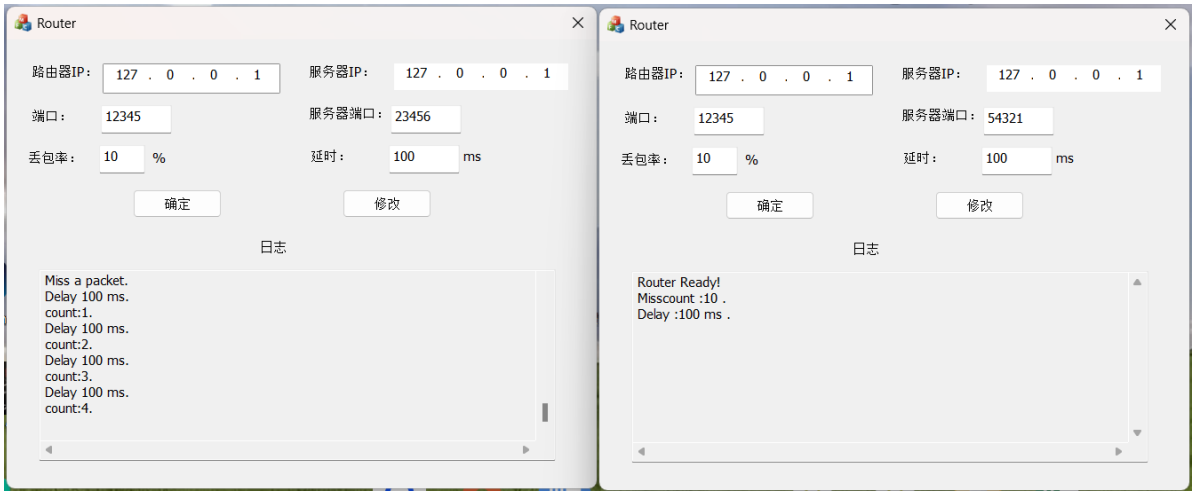 Router
路由器IP： 127 . 0 . 0 . 1 服务器IP： 127 . 0 . 0 . 1
端口： 12345 服务器端口： 23456
丢包率： 10 % 延时： 100 ms
确定 修改
日志
Miss a packet.
Delay 100 ms.
count:1.
Delay 100 ms.
count:2.
Delay 100 ms.
count:3.
Delay 100 ms.
count:4.
Router
路由器IP： 127 . 0 . 0 . 1 服务器IP： 127 . 0 . 0 . 1
端口： 12345 服务器端口： 54321
丢包率： 10 % 延时： 100 ms
确定 修改
日志
Router Ready!
Misscount :10 .
Delay :100 ms .